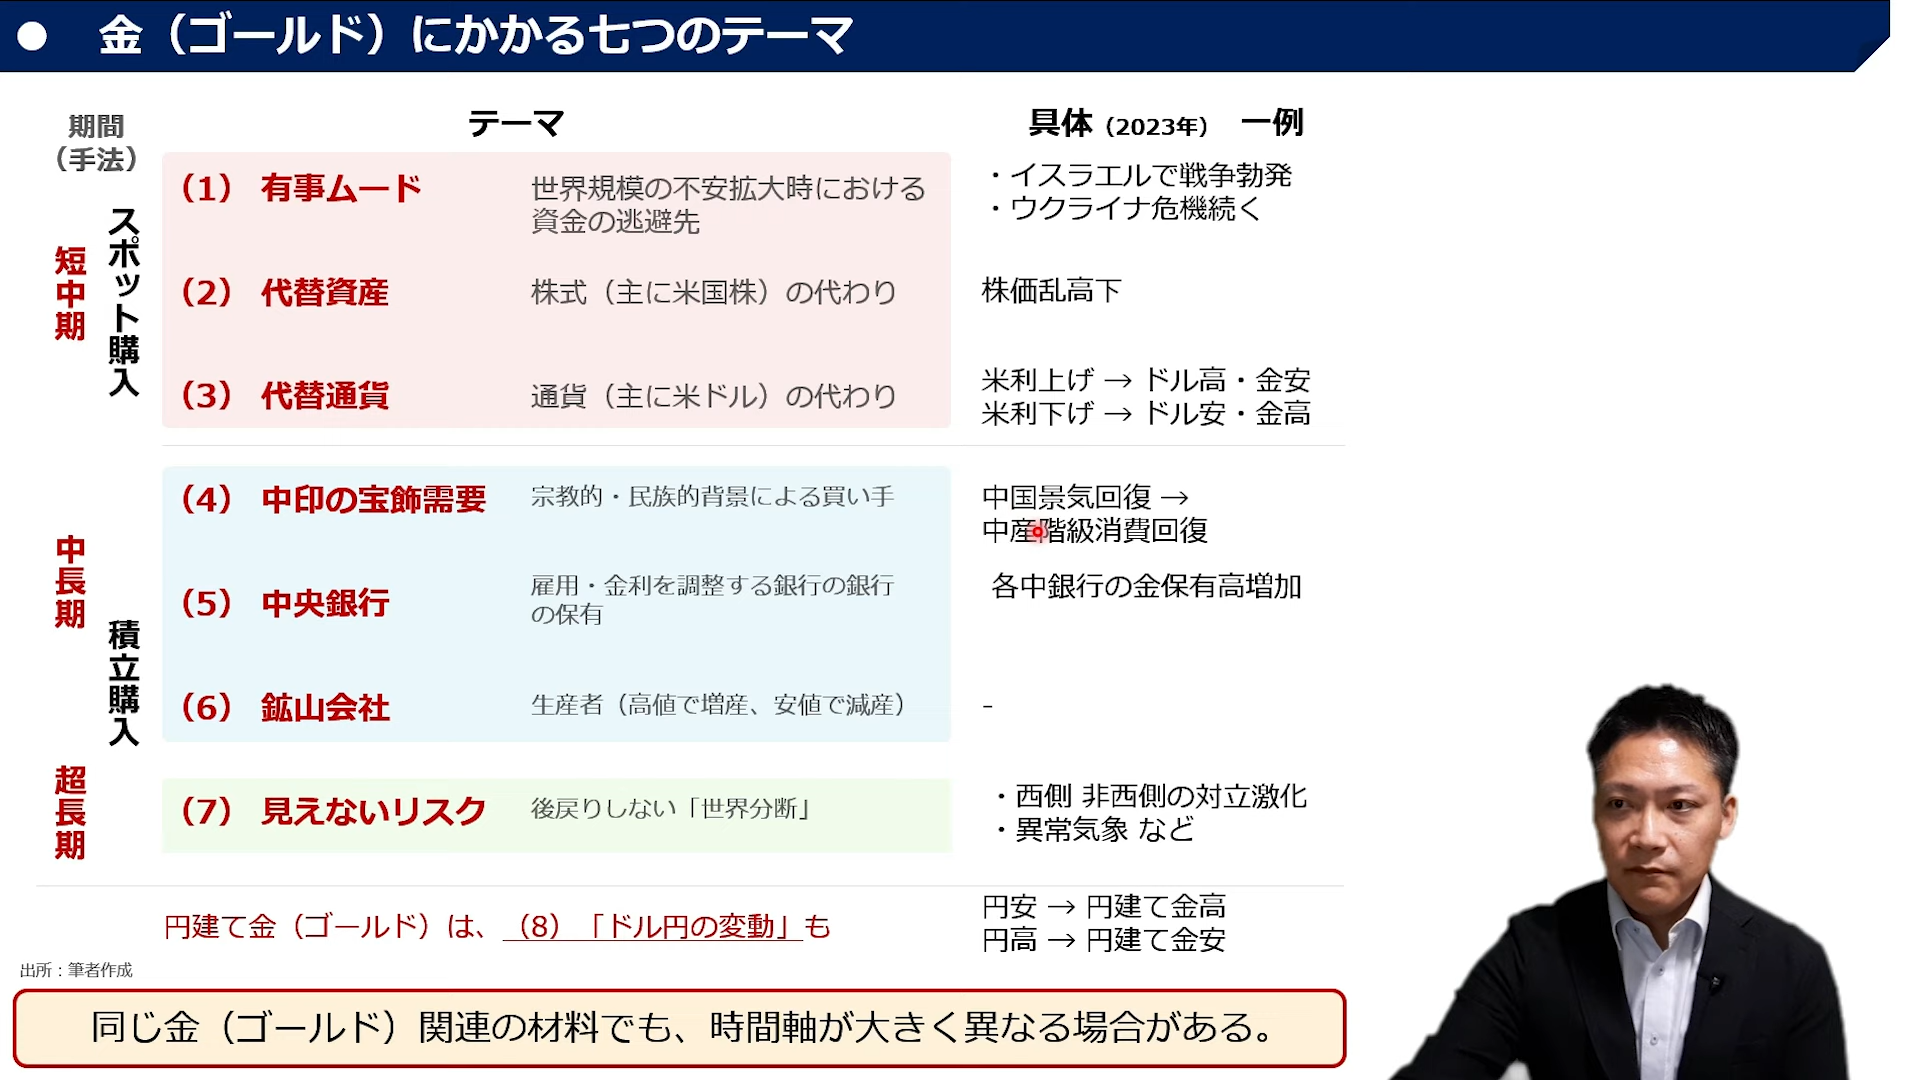 ● 金（ゴールド）にかかる七つのテーマ
期間
（手法）
テーマ
具体（2023年） 一例
短中期
スポット購入
（1） 有事ムード
世界規模の不安拡大時における
資金の逃避先
・イスラエルで戦争勃発
・ウクライナ危機続く
（2） 代替資産
株式（主に米国株）の代わり
株価乱高下
（3） 代替通貨
通貨（主に米ドル）の代わり
米利上げ → ドル高・金安
米利下げ → ドル安・金高
中長期
積立購入
（4） 中印の宝飾需要
宗教的・民族的背景による買い手
中国景気回復 →
中産階級消費回復
（5） 中央銀行
雇用・金利を調整する銀行の銀行
の保有
各中銀行の金保有高増加
（6） 鉱山会社
生産者（高値で増産、安値で減産）
-
超長期
（7） 見えないリスク
後戻りしない「世界分断」
・西側 非西側の対立激化
・異常気象 など
円建て金（ゴールド）は、（8）「ドル円の変動」も
円安 → 円建て金高
円高 → 円建て金安
出所：筆者作成
同じ金（ゴールド）関連の材料でも、時間軸が大きく異なる場合がある。